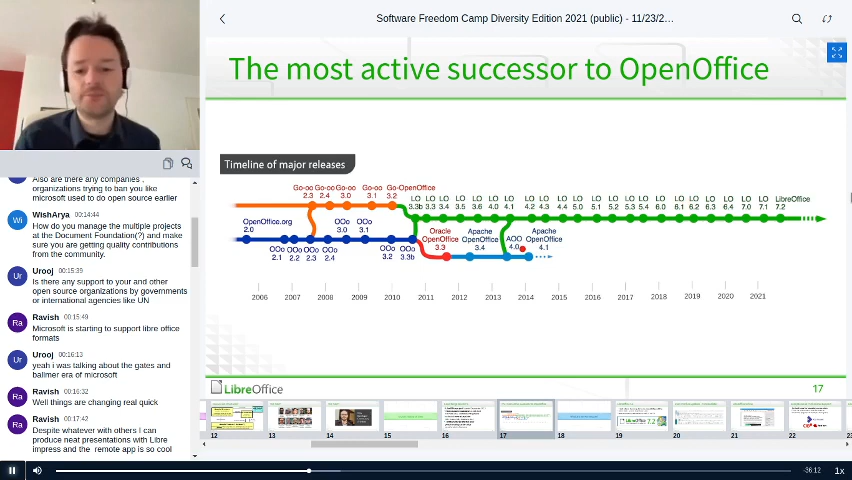 Software Freedom Camp Diversity Edition 2021 (public) - 11/23/2...
The most active successor to OpenOffice
Timeline of major releases
Go-oo 2.3
Go-oo 2.4
Go-oo 3.0
Go-oo 3.1
Go-OpenOffice 3.2
LO 3.3b
LO 3.3
LO 3.4
LO 3.5
LO 3.6
LO 4.0
LO 4.1
LO 4.2
LO 4.3
LO 4.4
LO 5.0
LO 5.1
LO 5.2
LO 5.3
LO 5.4
LO 6.0
LO 6.1
LO 6.2
LO 6.3
LO 6.4
LO 7.0
LO 7.1
LibreOffice 7.2
OpenOffice.org 2.0
OOo 2.1
OOo 2.2
OOo 2.3
OOo 2.4
OOo 3.0
OOo 3.1
OOo 3.2
OOo 3.3b
Oracle OpenOffice 3.3
Apache OpenOffice 3.4
AOO 4.0
Apache OpenOffice 4.1
2006 2007 2008 2009 2010 2011 2012 2013 2014 2015 2016 2017 2018 2019 2020 2021
LibreOffice
17
Also are there any companies ,
organizations trying to ban you like
microsoft used to do open source earlier
Wi
WishArya 00:14:44
How do you manage the multiple projects
at the Document Foundation(?) and make
sure you are getting quality contributions
from the community.
Ur
Urooj 00:15:39
Is there any support to your and other
open source organizations by governments
or international agencies like UN
Ra
Ravish 00:15:49
Microsoft is starting to support libre office
formats
Ur
Urooj 00:16:13
yeah i was talking about the gates and
ballmer era of microsoft
Ra
Ravish 00:16:32
Well things are changing real quick
Ra
Ravish 00:17:42
Despite whatever with others I can
produce neat presentations with Libre
impress and the remote app is so cool
12 13 14 15 16 17 18 19 20 21 22 23
-36:12
1x